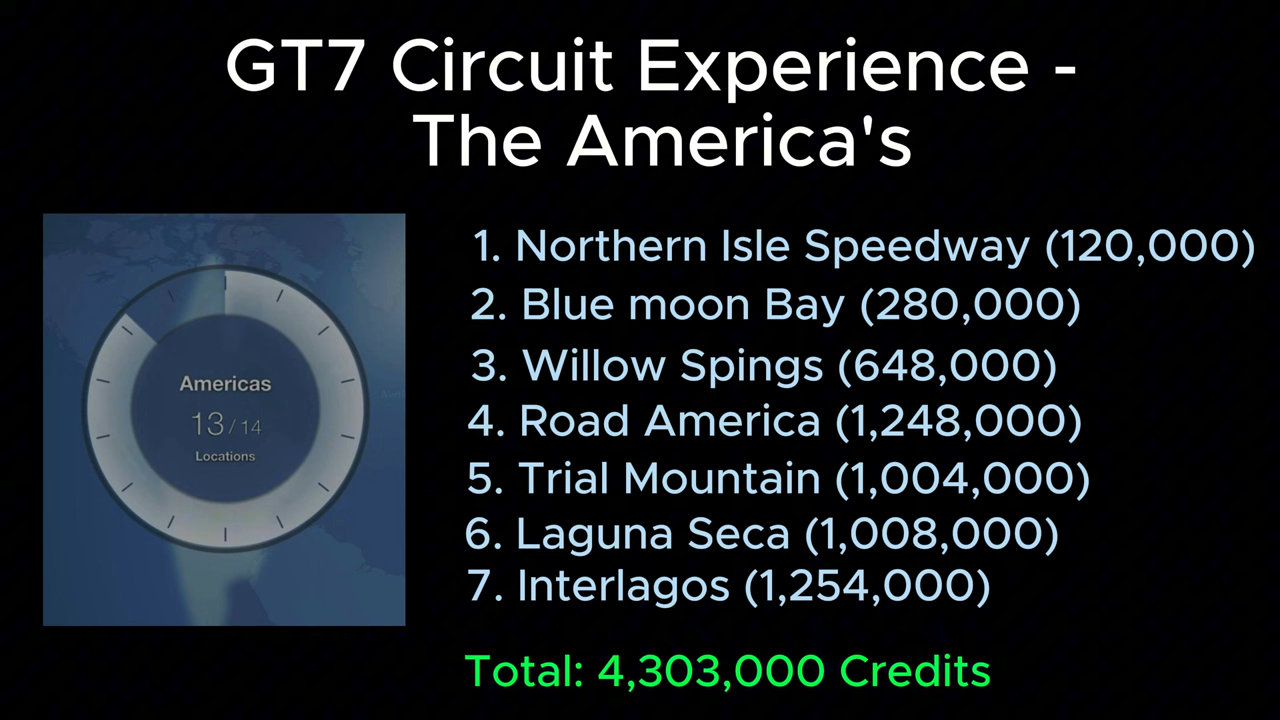 GT7 Circuit Experience -
The America's
Americas
13/14
Locations
1. Northern Isle Speedway (120,000)
2. Blue moon Bay (280,000)
3. Willow Spings (648,000)
4. Road America (1,248,000)
5. Trial Mountain (1,004,000)
6. Laguna Seca (1,008,000)
7. Interlagos (1,254,000)
Total: 4,303,000 Credits